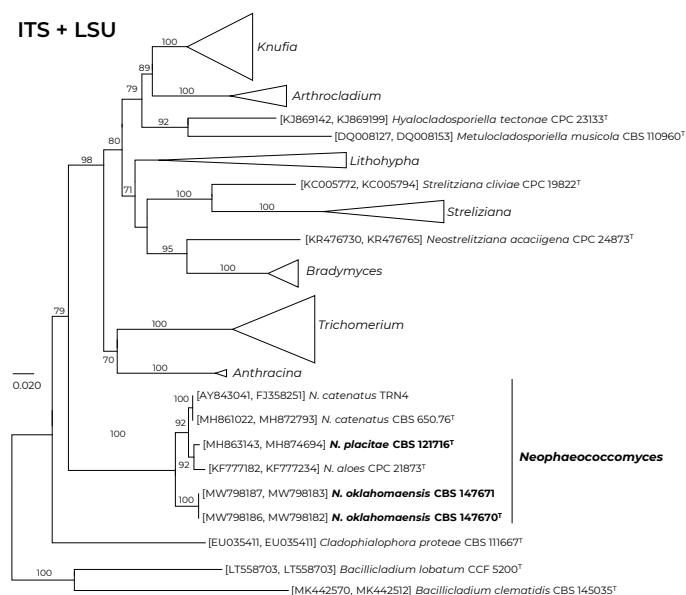 ITS + LSU
100
Knufia
89
79
100
Arthrocladium
92
[KJ869142, KJ869199] Hyalocladosporiella tectonae CPC 23133ᵀ
[DQ008127, DQ008153] Metulocladosporiella musicola CBS 110960ᵀ
80
98
Lithohypha
71
[KC005772, KC005794] Strelitziana cliviae CPC 19822ᵀ
100
100
Streliziana
[KR476730, KR476765] Neostrelitziana acaciigena CPC 24873ᵀ
95
100
Bradymyces
79
100
Trichomerium
70
100
Anthracina
0.020
[AY843041, FJ358251] N. catenatus TRN4
100
[MH861022, MH872793] N. catenatus CBS 650.76ᵀ
92
100
[MH863143, MH874694] N. placitae CBS 121716ᵀ
Neophaeococcomyces
92
[KF777182, KF777234] N. aloes CPC 21873ᵀ
[MW798187, MW798183] N. oklahomaensis CBS 147671
100
[MW798186, MW798182] N. oklahomaensis CBS 147670ᵀ
[EU035411, EU035411] Cladophialophora proteae CBS 111667ᵀ
[LT558703, LT558703] Bacillicladium lobatum CCF 5200ᵀ
100
[MK442570, MK442512] Bacillicladium clematidis CBS 145035ᵀ